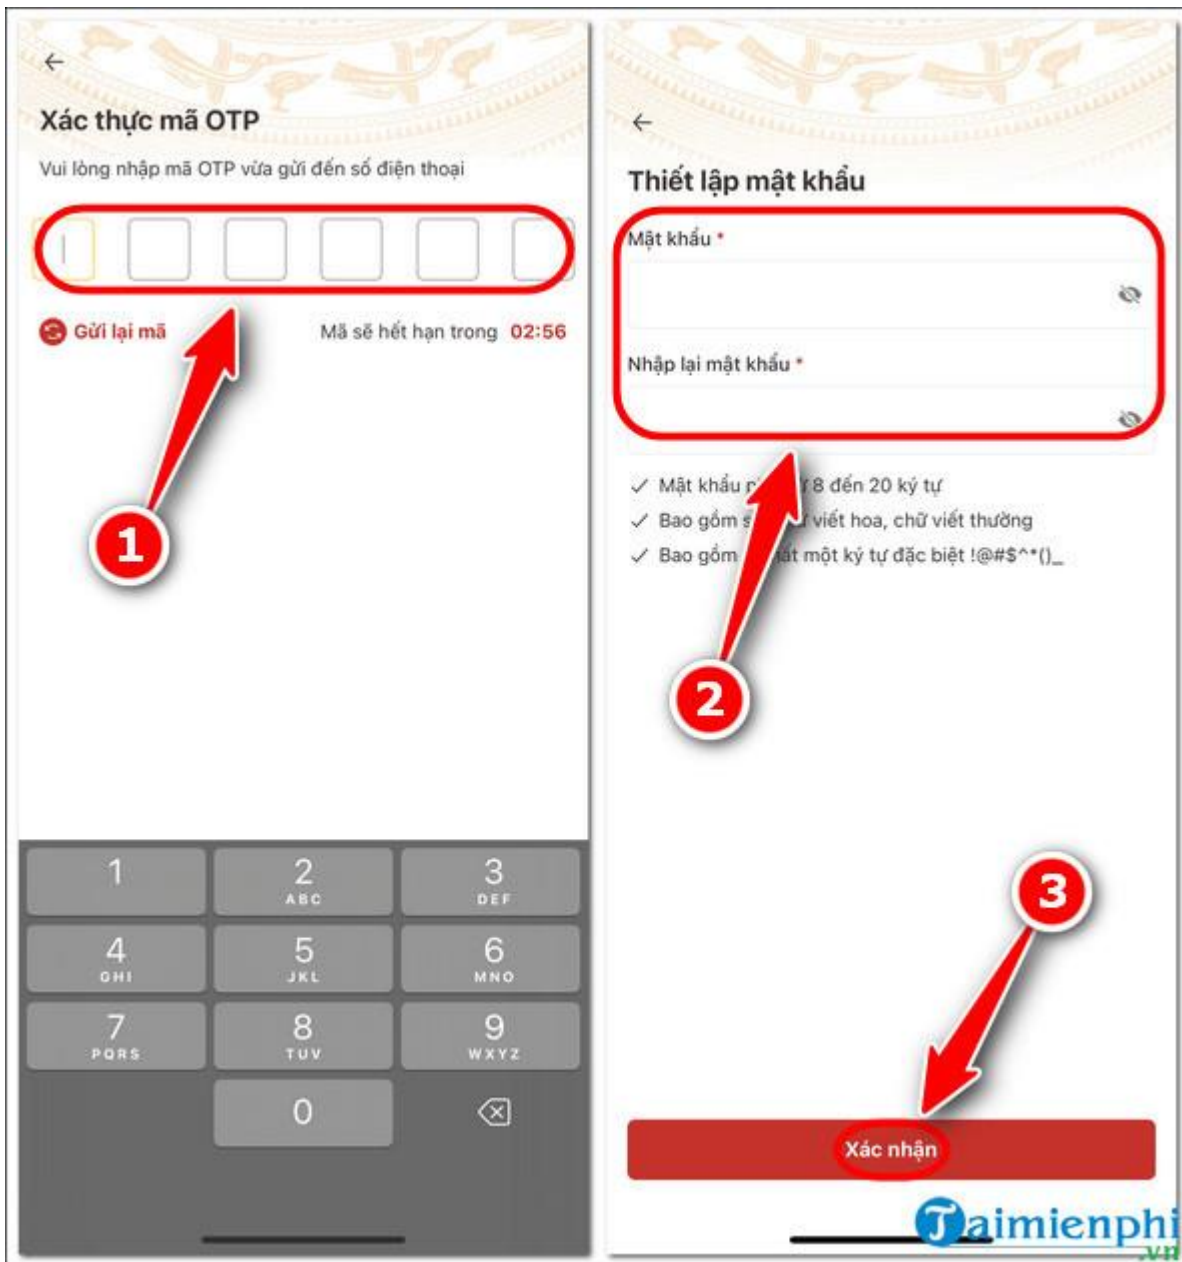 Xác thực mã OTP
Vui lòng nhập mã OTP vừa gửi đến số điện thoại
Gửi lại mã
Mã sẽ hết hạn trong 02:56
1
1
2
ABC
3
DEF
4
GHI
5
JKL
6
MNO
7
PQRS
8
TUV
9
WXYZ
0
Thiết lập mật khẩu
Mật khẩu *
Nhập lại mật khẩu *
Mật khẩu 8 đến 20 ký tự
Bao gồm viết hoa, chữ viết thường
Bao gồm một ký tự đặc biệt !@#$^*()_
2
3
Xác nhận
Taimienphi
.vn